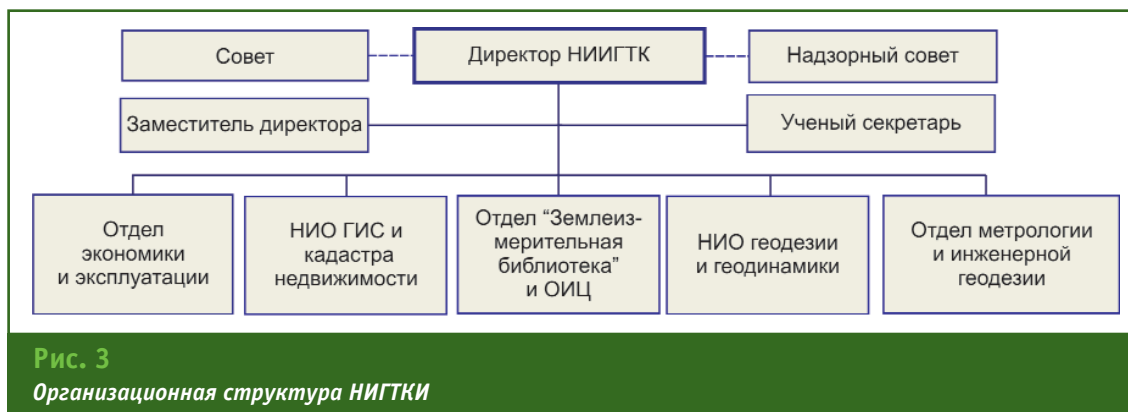 Совет
Директор НИИГТК
Надзорный совет
Заместитель директора
Ученый секретарь
Отдел
экономики
и эксплуатации
НИО ГИС и
кадастра
недвижимости
Отдел “Землеиз-
мерительная
библиотека”
и ОИЦ
НИО геодезии
и геодинамики
Отдел метрологии
и инженерной
геодезии
Рис. 3
Организационная структура НИГТКИ